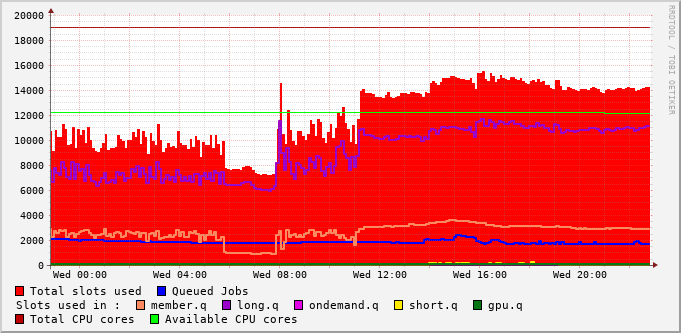 20000
18000
16000
14000
12000
10000
8000
6000
4000
2000
0
Wed 00:00 Wed 04:00 Wed 08:00 Wed 12:00 Wed 16:00 Wed 20:00
RRDTOOL / TOBI OETIKER
Total slots used Queued Jobs
Slots used in : member.q long.q ondemand.q short.q gpu.q
Total CPU cores Available CPU cores